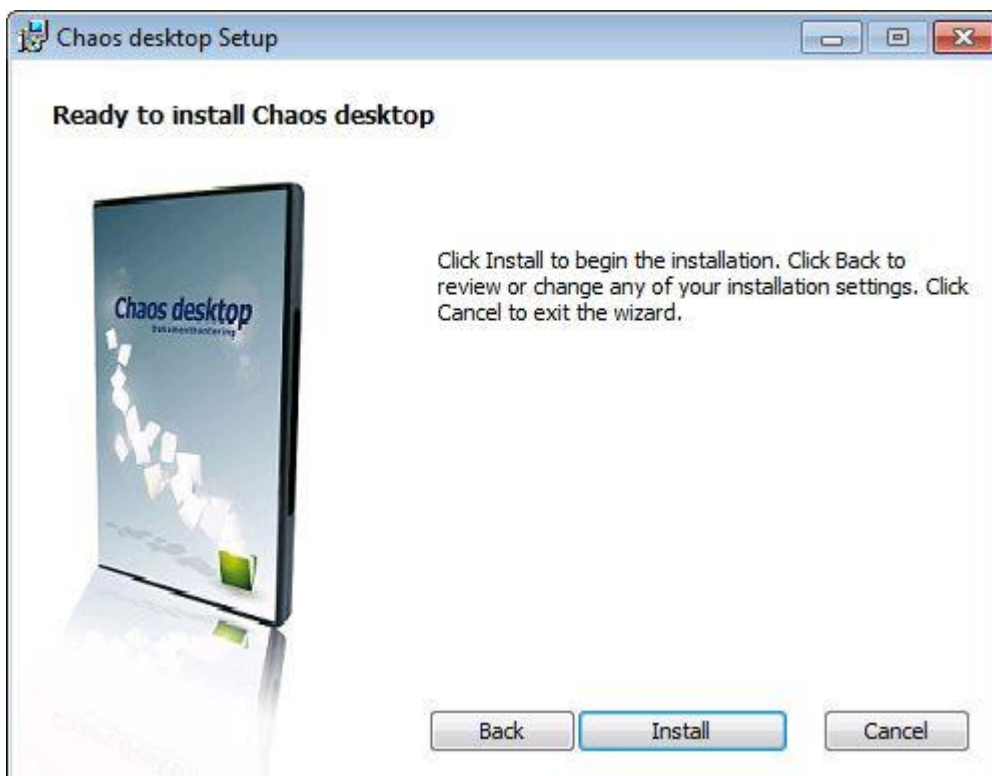 Chaos desktop Setup
Ready to install Chaos desktop
Chaos desktop
Dokumenthantering
Click Install to begin the installation. Click Back to
review or change any of your installation settings. Click
Cancel to exit the wizard.
Back
Install
Cancel